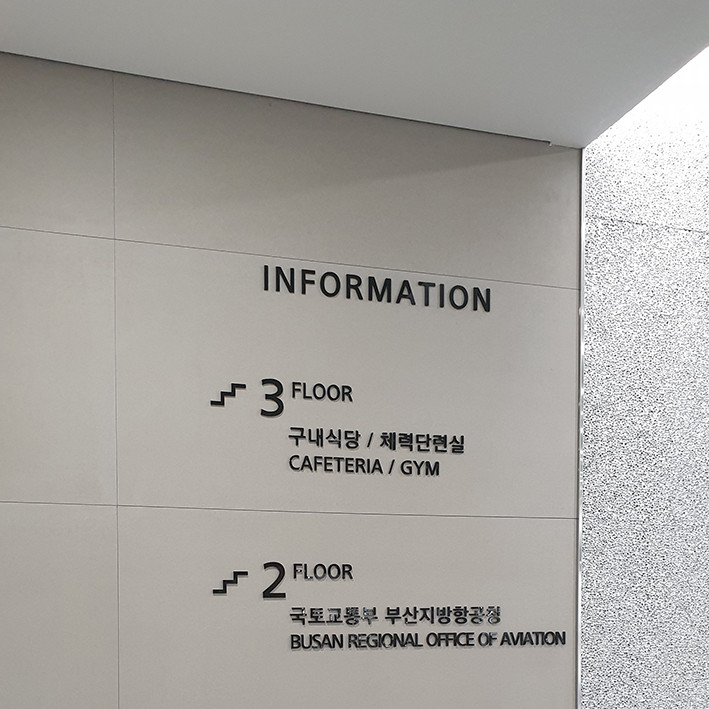 INFORMATION
3 FLOOR
구내식당 / 체력단련실
CAFETERIA / GYM
2 FLOOR
국토교통부 부산지방항공청
BUSAN REGIONAL OFFICE OF AVIATION